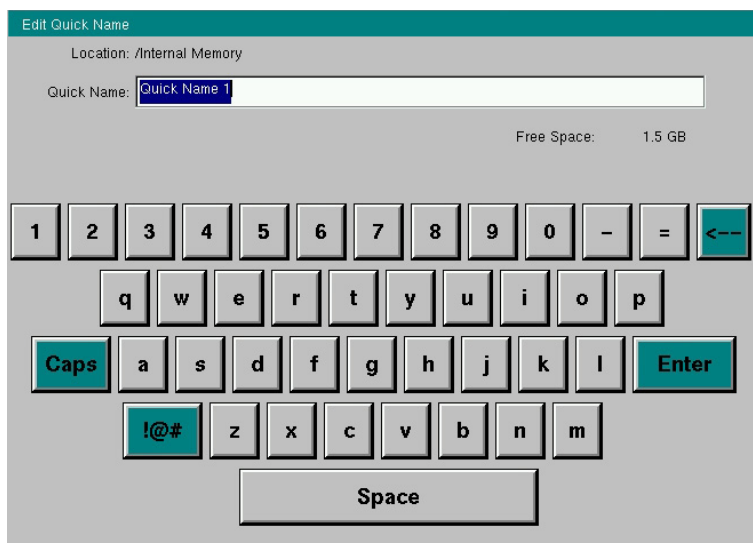 Edit Quick Name
Location: /Internal Memory
Quick Name: Quick Name 1
Free Space: 1.5 GB
1 2 3 4 5 6 7 8 9 0 - = <--
q w e r t y u i o p
Caps a s d f g h j k l Enter
!@# z x c v b n m
Space